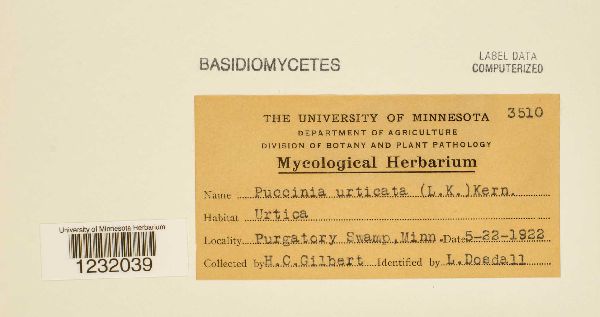 BASIDIOMYCETES
LABEL DATA
COMPUTERIZED
THE UNIVERSITY OF MINNESOTA 3510
DEPARTMENT OF AGRICULTURE
DIVISION OF BOTANY AND PLANT PATHOLOGY
Mycological Herbarium
Name Puccinia urticata (L.K.)Kern.
Habitat Urtica
Locality Purgatory Swamp,Minn. Date 5-22-1922
Collected by H.C.Gilbert Identified by L. Dosdall
University of Minnesota Herbarium
1232039